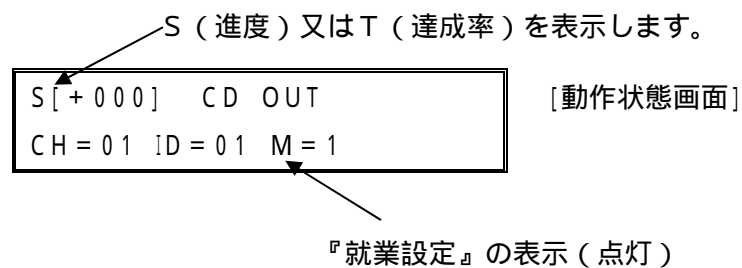 S（進度）又はT（達成率）を表示します。
S[+000] CD OUT [動作状態画面]
CH=01 ID=01 M=1
『就業設定』の表示（点灯）